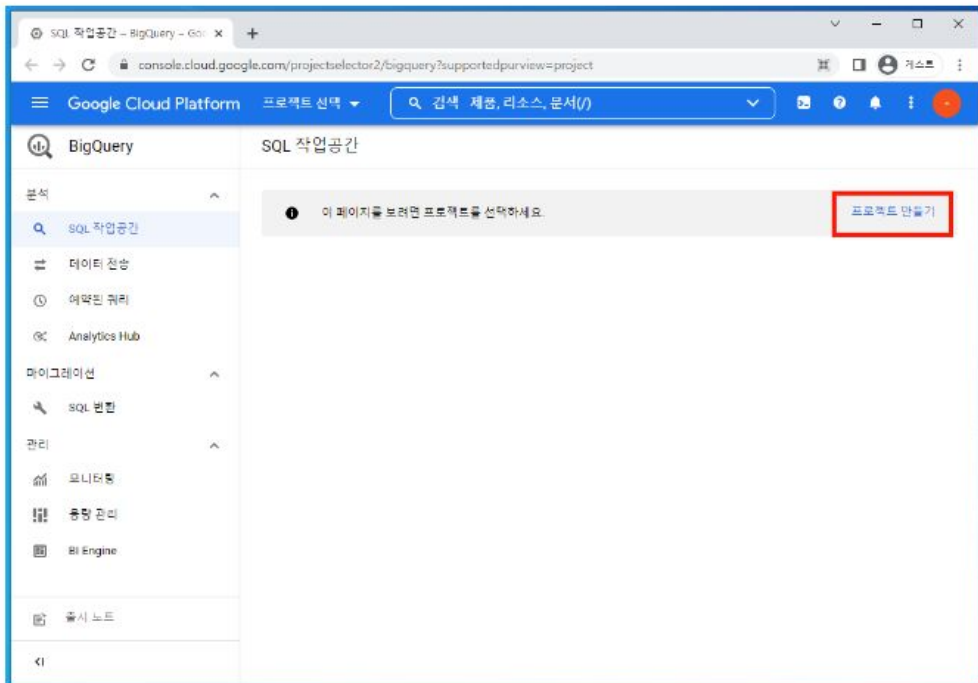 SQL 작업공간 – BigQuery – Goo
console.cloud.google.com/projectselector2/bigquery?supportedpurview=project
게스트
Google Cloud Platform
프로젝트 선택
검색 제품, 리소스, 문서(/)
BigQuery
SQL 작업공간
분석
이 페이지를 보려면 프로젝트를 선택하세요.
프로젝트 만들기
SQL 작업공간
데이터 전송
예약된 쿼리
Analytics Hub
마이그레이션
SQL 변환
관리
모니터링
용량 관리
BI Engine
출시 노트